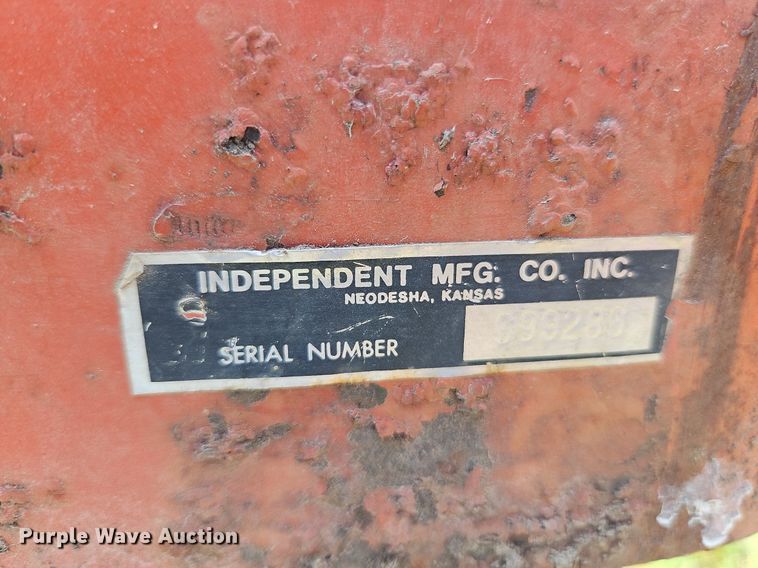 INDEPENDENT MFG. CO. INC.
NEODESHA, KANSAS
SERIAL NUMBER
Purple Wave Auction